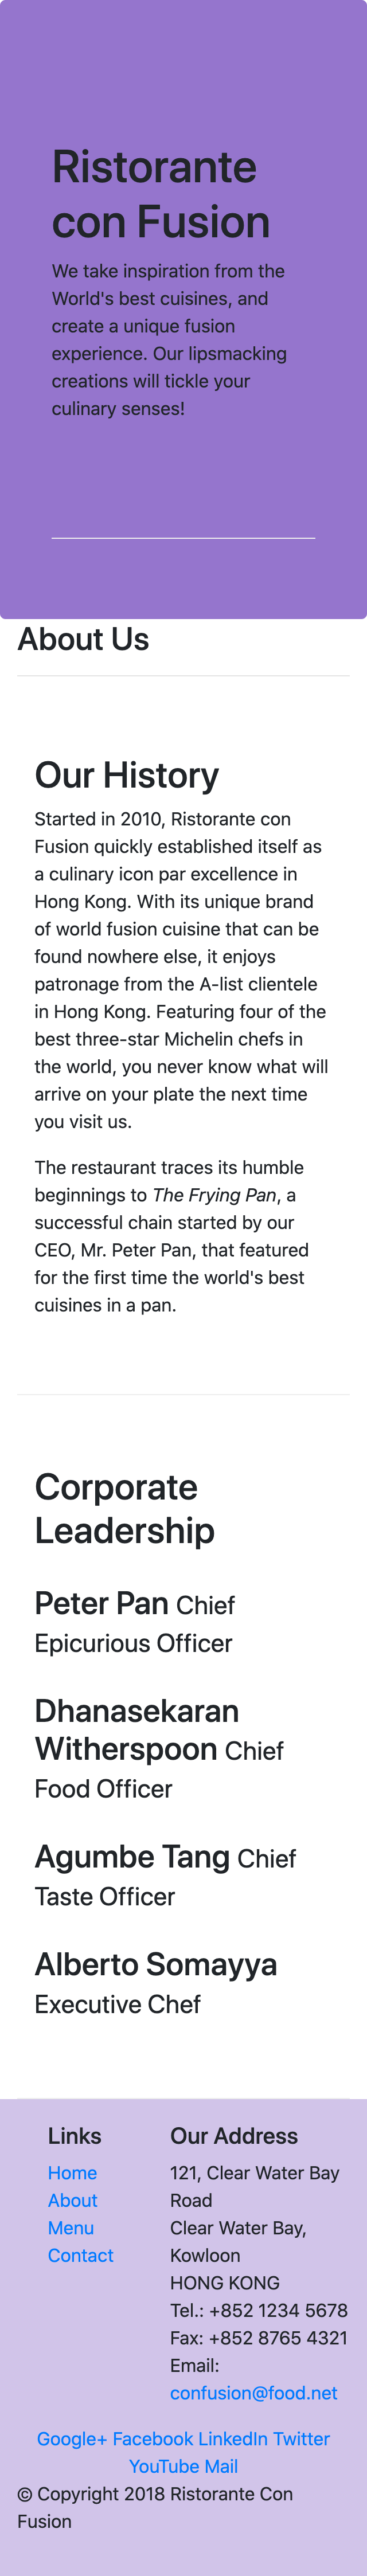 Ristorante
con Fusion
We take inspiration from the
World's best cuisines, and
create a unique fusion
experience. Our lipsmacking
creations will tickle your
culinary senses!
About Us
Our History
Started in 2010, Ristorante con
Fusion quickly established itself as
a culinary icon par excellence in
Hong Kong. With its unique brand
of world fusion cuisine that can be
found nowhere else, it enjoys
patronage from the A-list clientele
in Hong Kong. Featuring four of the
best three-star Michelin chefs in
the world, you never know what will
arrive on your plate the next time
you visit us.
The restaurant traces its humble
beginnings to The Frying Pan, a
successful chain started by our
CEO, Mr. Peter Pan, that featured
for the first time the world's best
cuisines in a pan.
Corporate
Leadership
Peter Pan Chief
Epicurious Officer
Dhanasekaran
Witherspoon Chief
Food Officer
Agumbe Tang Chief
Taste Officer
Alberto Somayya
Executive Chef
Links
Home
About
Menu
Contact
Our Address
121, Clear Water Bay
Road
Clear Water Bay,
Kowloon
HONG KONG
Tel.: +852 1234 5678
Fax: +852 8765 4321
Email:
confusion@food.net
Google+ Facebook LinkedIn Twitter
YouTube Mail
© Copyright 2018 Ristorante Con
Fusion